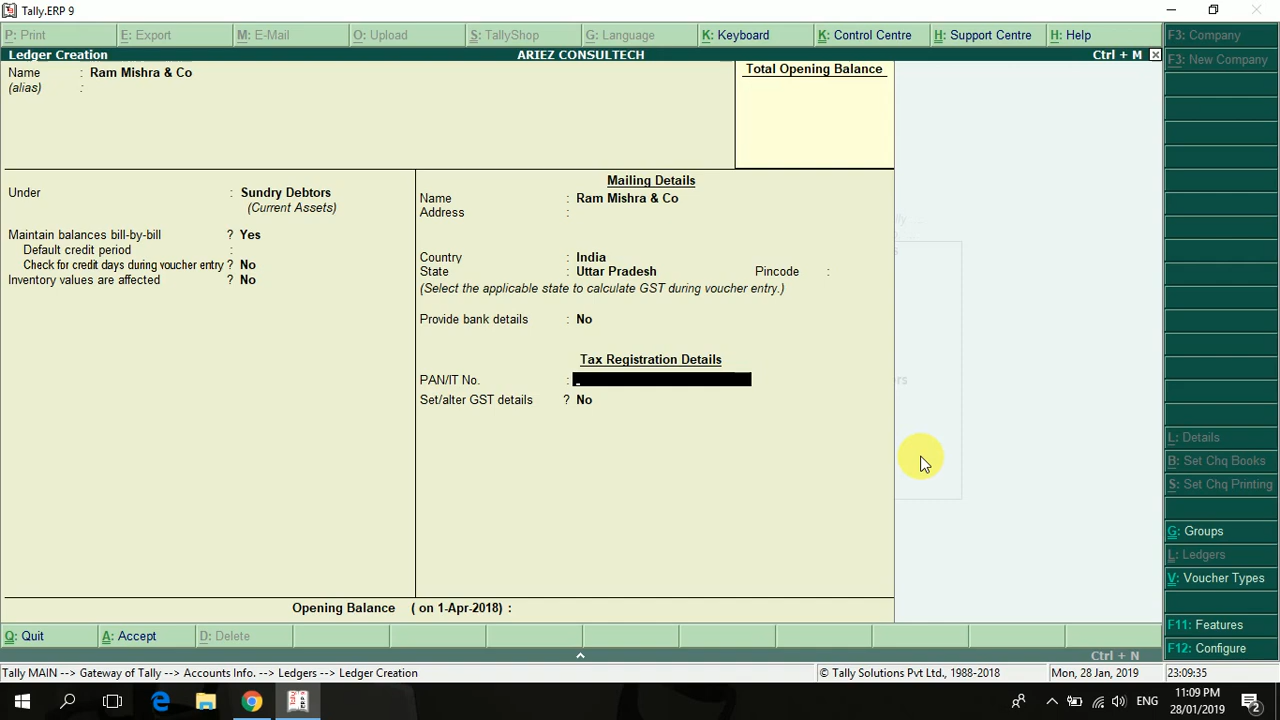 Tally.ERP 9
P: Print
E: Export
M: E-Mail
O: Upload
S: TallyShop
G: Language
K: Keyboard
K: Control Centre
H: Support Centre
H: Help
Ledger Creation
ARIEZ CONSULTECH
Ctrl + M
Name : Ram Mishra & Co
(alias) :
Total Opening Balance
Under : Sundry Debtors
(Current Assets)
Maintain balances bill-by-bill ? Yes
Default credit period :
Check for credit days during voucher entry ? No
Inventory values are affected ? No
Mailing Details
Name : Ram Mishra & Co
Address :
Country : India
State : Uttar Pradesh Pincode :
(Select the applicable state to calculate GST during voucher entry.)
Provide bank details : No
Tax Registration Details
PAN/IT No. :
Set/alter GST details ? No
Opening Balance ( on 1-Apr-2018) :
F3: Company
F3: New Company
L: Details
B: Set Chq Books
S: Set Chq Printing
G: Groups
L: Ledgers
V: Voucher Types
F11: Features
F12: Configure
Q: Quit
A: Accept
D: Delete
Ctrl + N
Tally MAIN --> Gateway of Tally --> Accounts Info. --> Ledgers --> Ledger Creation
© Tally Solutions Pvt Ltd., 1988-2018
Mon, 28 Jan, 2019
23:09:35
ENG
11:09 PM
28/01/2019
2